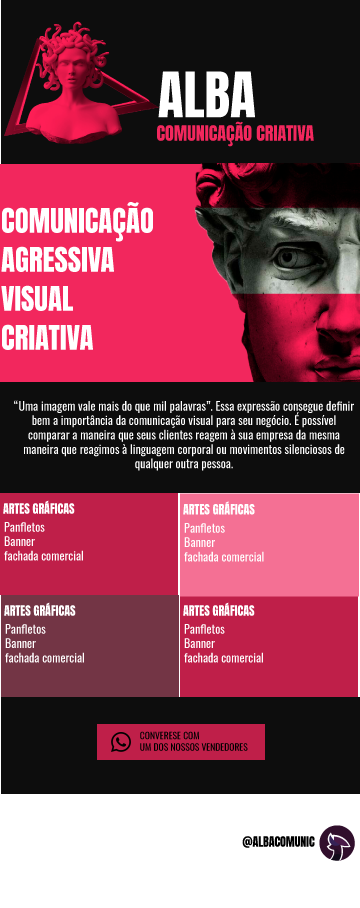 ALBA
COMUNICAÇÃO CRIATIVA
COMUNICAÇÃO
AGRESSIVA
VISUAL
CRIATIVA
“Uma imagem vale mais do que mil palavras”. Essa expressão consegue definir
bem a importância da comunicação visual para seu negócio. É possível
comparar a maneira que seus clientes reagem à sua empresa da mesma
maneira que reagimos à linguagem corporal ou movimentos silenciosos de
qualquer outra pessoa.
ARTES GRÁFICAS
Panfletos
Banner
fachada comercial
ARTES GRÁFICAS
Panfletos
Banner
fachada comercial
ARTES GRÁFICAS
Panfletos
Banner
fachada comercial
ARTES GRÁFICAS
Panfletos
Banner
fachada comercial
CONVERESE COM
UM DOS NOSSOS VENDEDORES
@ALBACOMUNIC